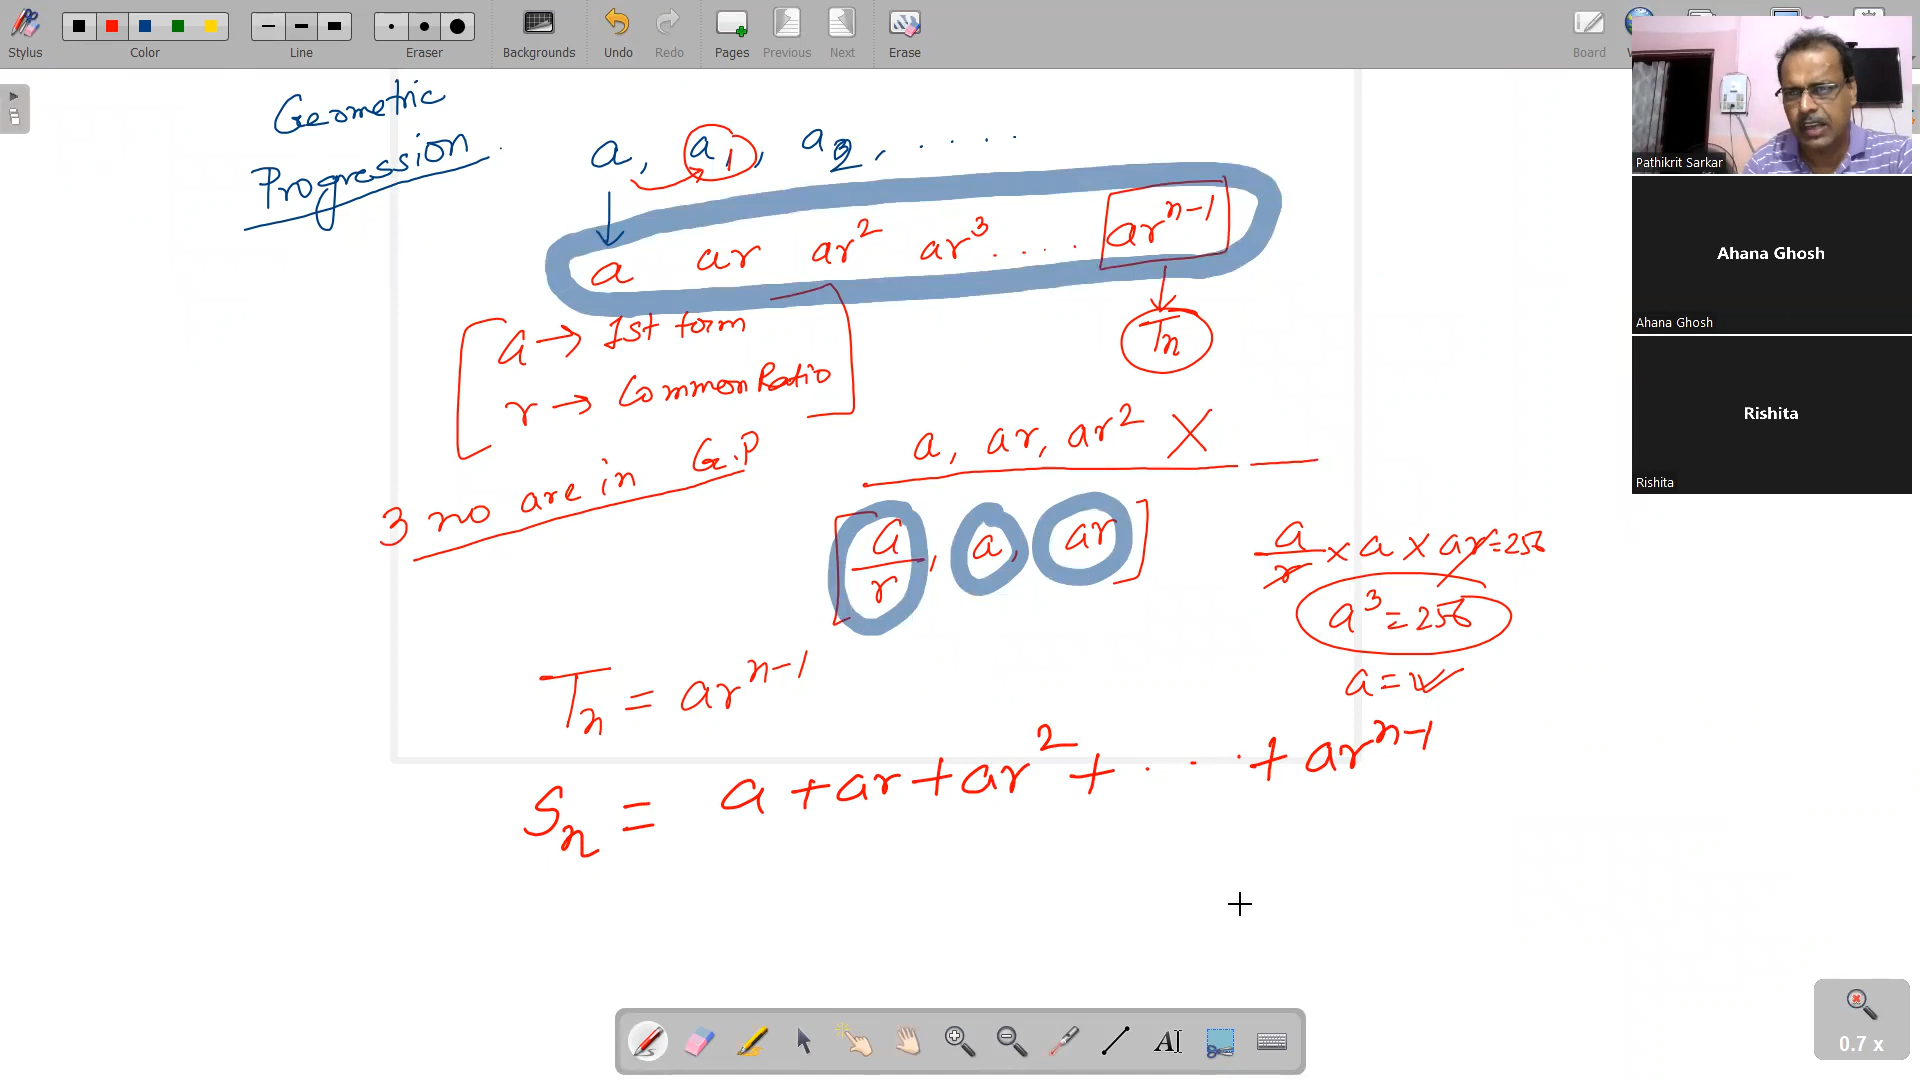 Stylus Color Line Eraser Backgrounds Undo Redo Pages Previous Next Erase Board
Geometric
Progression
a, a1, a2, .....
a ar ar² ar³ .... arⁿ⁻¹
Tn
a → 1st term
r → Common Ratio
a, ar, ar² X
3 no are in G.P
a/r, a, ar
a/r × a × ar = 256
a³ = 256
a = ✓
Tn = arⁿ⁻¹
Sn = a + ar + ar² + .... + arⁿ⁻¹
Pathikrit Sarkar
Ahana Ghosh
Ahana Ghosh
Rishita
Rishita
0.7 x